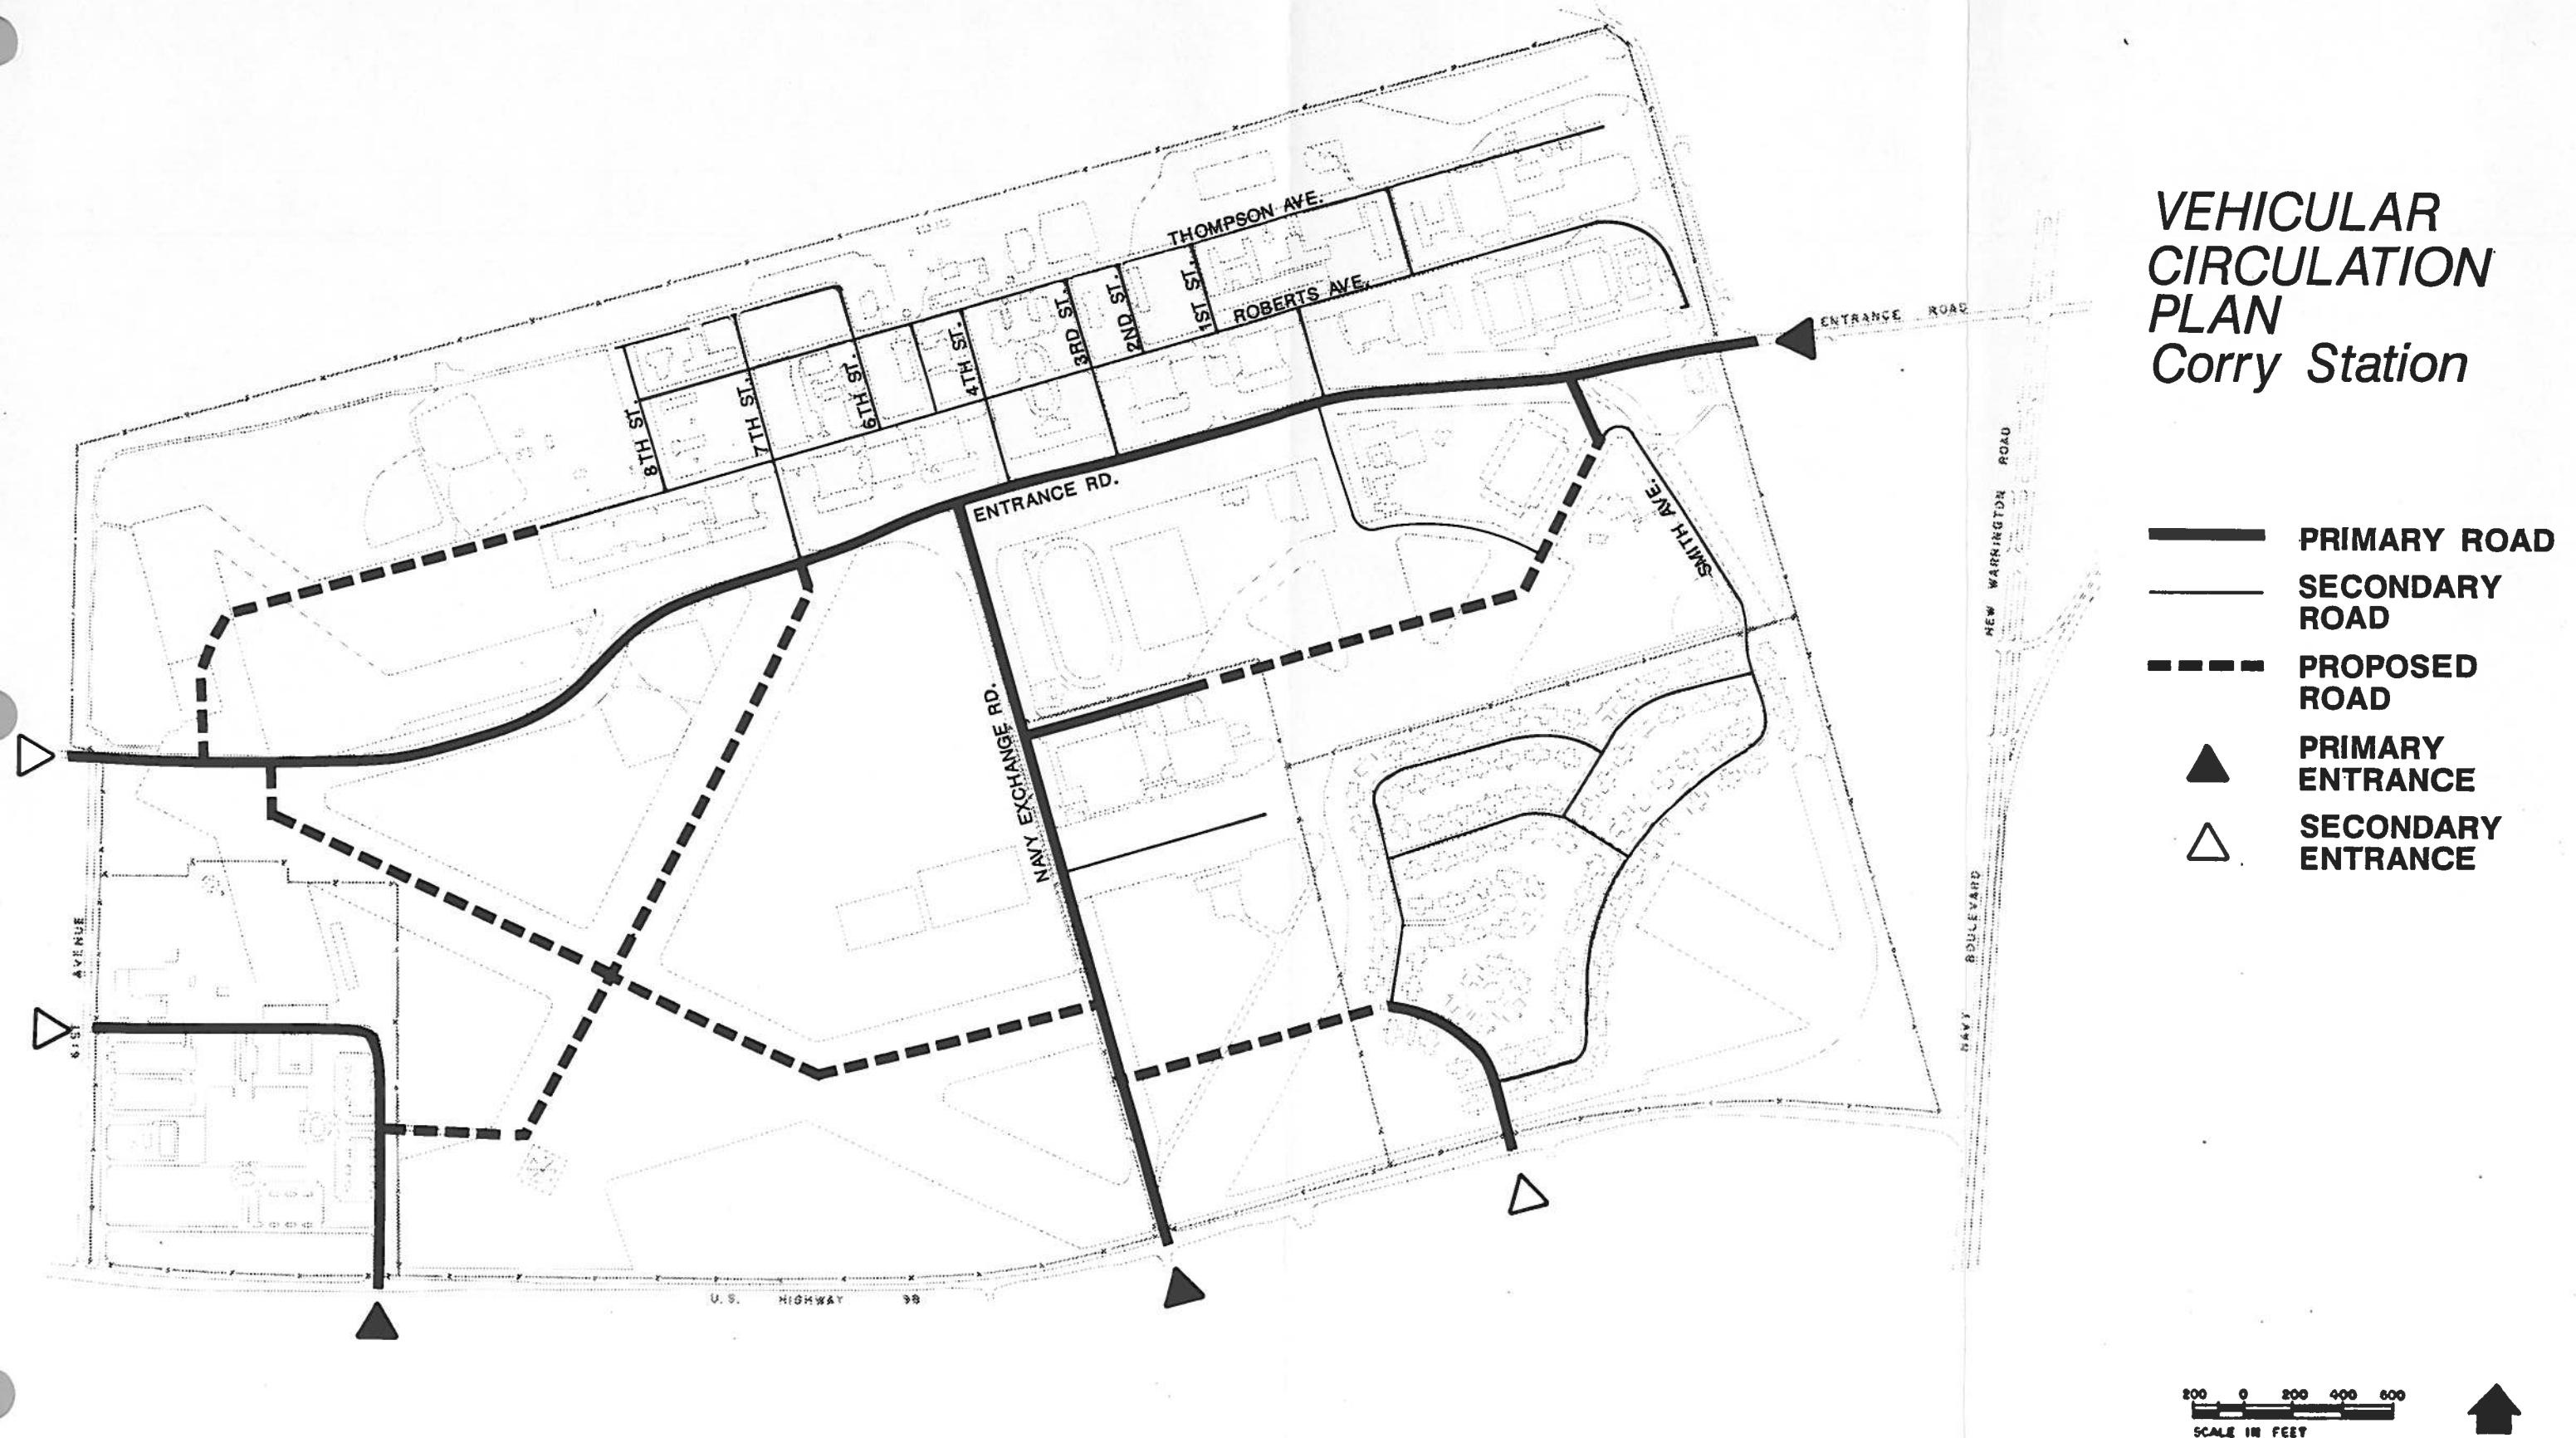 VEHICULAR
CIRCULATION
PLAN
Corry Station
THOMPSON AVE.
ROBERTS AVE.
1ST ST.
2ND ST.
3RD ST.
4TH ST.
6TH ST.
7TH ST.
8TH ST.
ENTRANCE ROAD
ENTRANCE RD.
SMITH AVE.
NEW WARRINGTON ROAD
NAVY EXCHANGE RD.
NAVY BOULEVARD
61ST AVENUE
U.S. HIGHWAY 98
PRIMARY ROAD
SECONDARY
ROAD
PROPOSED
ROAD
PRIMARY
ENTRANCE
SECONDARY
ENTRANCE
200 0 200 400 600
SCALE IN FEET